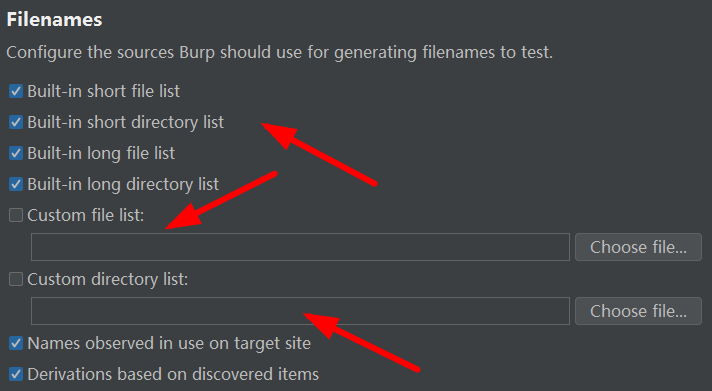 Filenames
Configure the sources Burp should use for generating filenames to test.
Built-in short file list
Built-in short directory list
Built-in long file list
Built-in long directory list
Custom file list:
Choose file...
Custom directory list:
Choose file...
Names observed in use on target site
Derivations based on discovered items